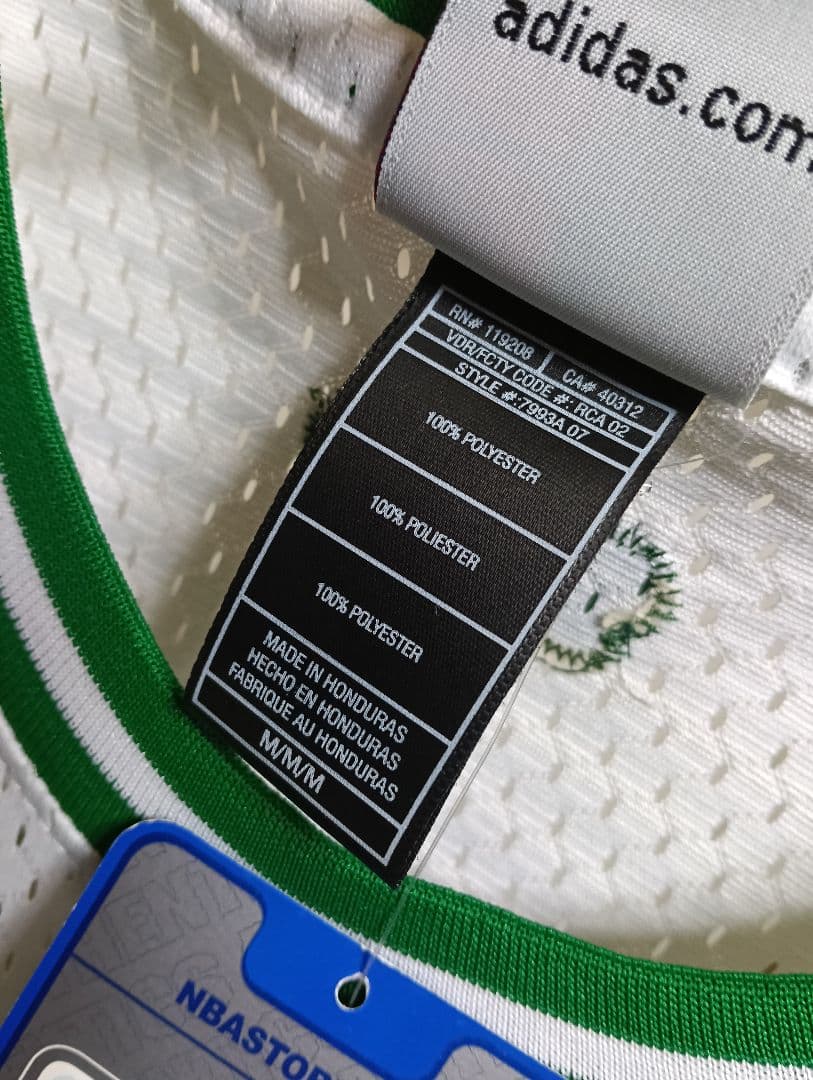 adidas.com
RN# 119208 CA# 40312
VDR/FCTY CODE #: RCA 02
STYLE #:7993A 07
100% POLYESTER
100% POLIESTER
100% POLYESTER
MADE IN HONDURAS
HECHO EN HONDURAS
FABRIQUE AU HONDURAS
M/M/M
NBASTOR